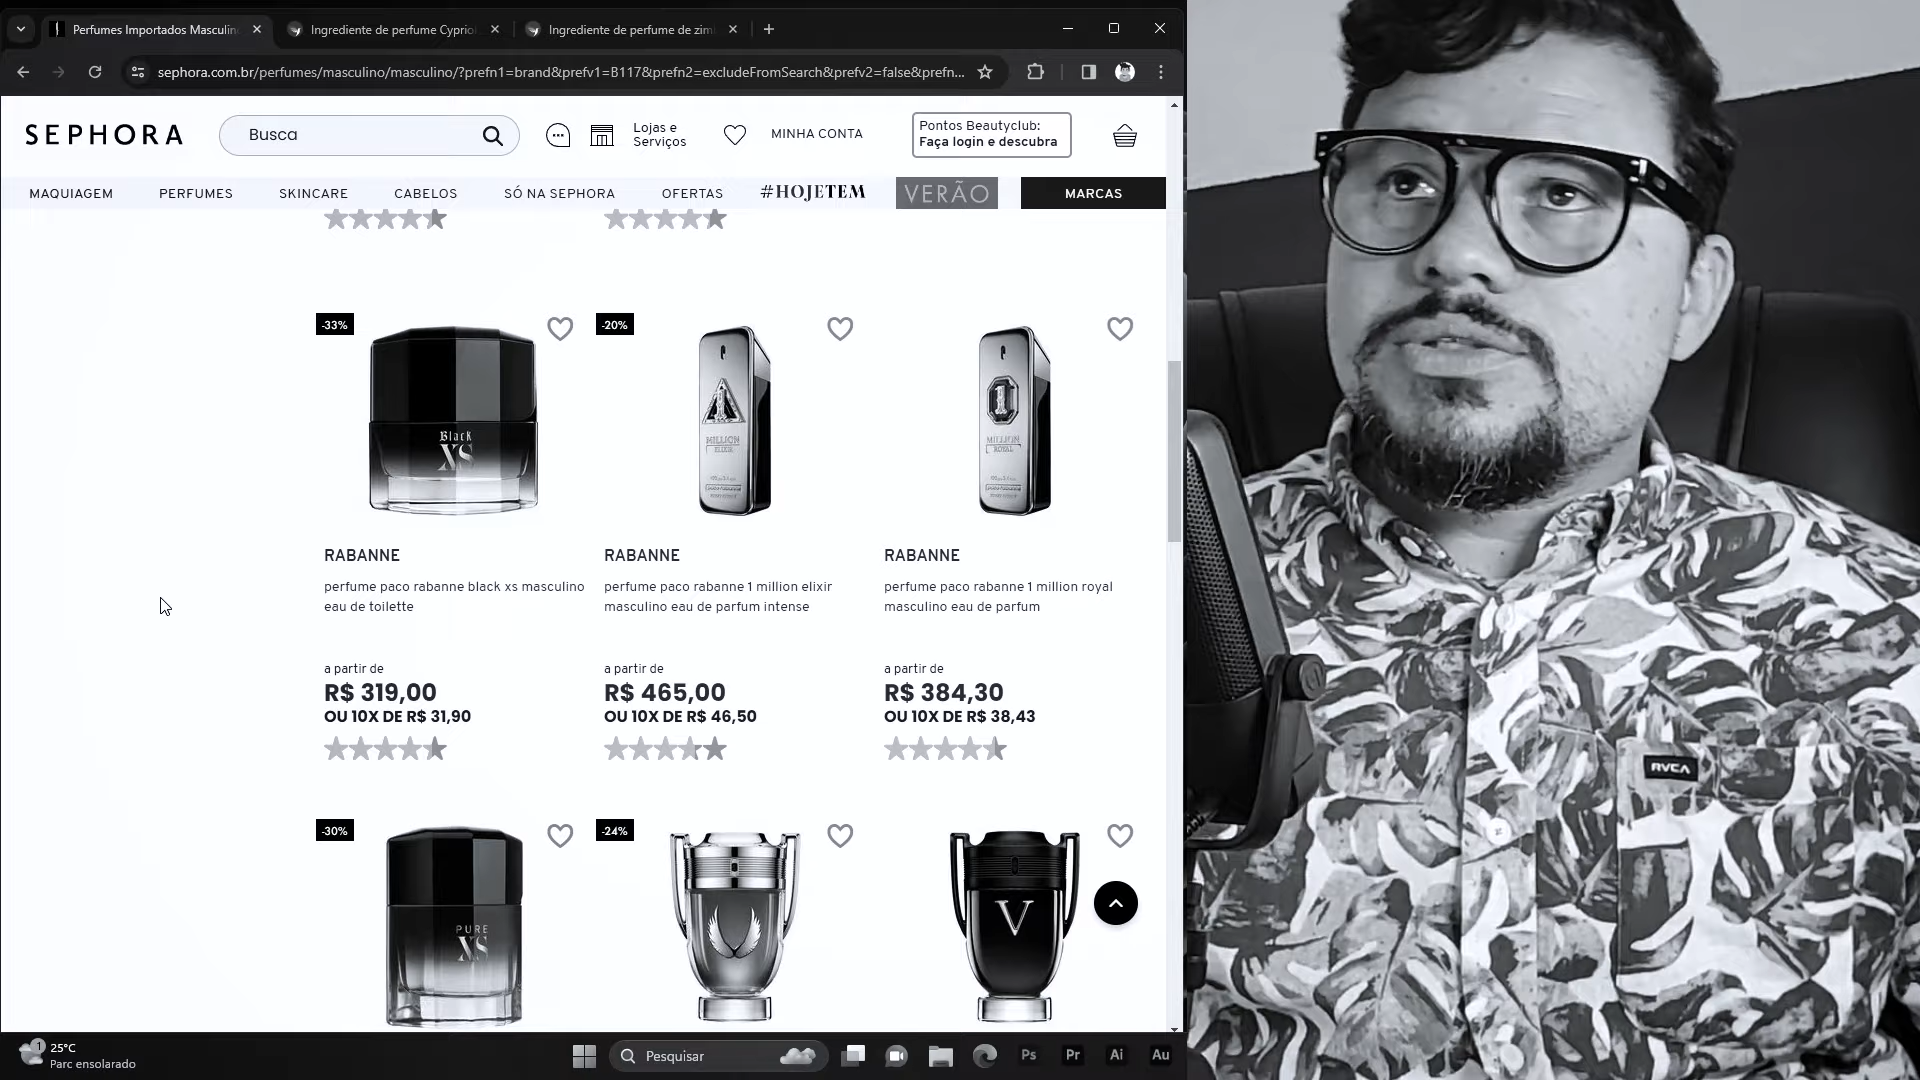 Perfumes Importados Masculin
Ingrediente de perfume Cypriol
Ingrediente de perfume de zim
sephora.com.br/perfumes/masculino/masculino/?prefn1=brand&prefv1=B117&prefn2=excludeFromSearch&prefv2=false&prefn...
SEPHORA
Busca
Lojas e
Serviços
MINHA CONTA
Pontos Beautyclub:
Faça login e descubra
MAQUIAGEM
PERFUMES
SKINCARE
CABELOS
SÓ NA SEPHORA
OFERTAS
#HOJETEM
VERÃO
MARCAS
-33%
-20%
Black
XS
1
MILLION
ELIXIR
1
MILLION
ROYAL
RABANNE
perfume paco rabanne black xs masculino
eau de toilette
a partir de
R$ 319,00
OU 10X DE R$ 31,90
RABANNE
perfume paco rabanne 1 million elixir
masculino eau de parfum intense
a partir de
R$ 465,00
OU 10X DE R$ 46,50
RABANNE
perfume paco rabanne 1 million royal
masculino eau de parfum
a partir de
R$ 384,30
OU 10X DE R$ 38,43
-30%
-24%
PURE
XS
V
RVCA
1
25°C
Parc ensolarado
Pesquisar
Ps
Pr
Ai
Au